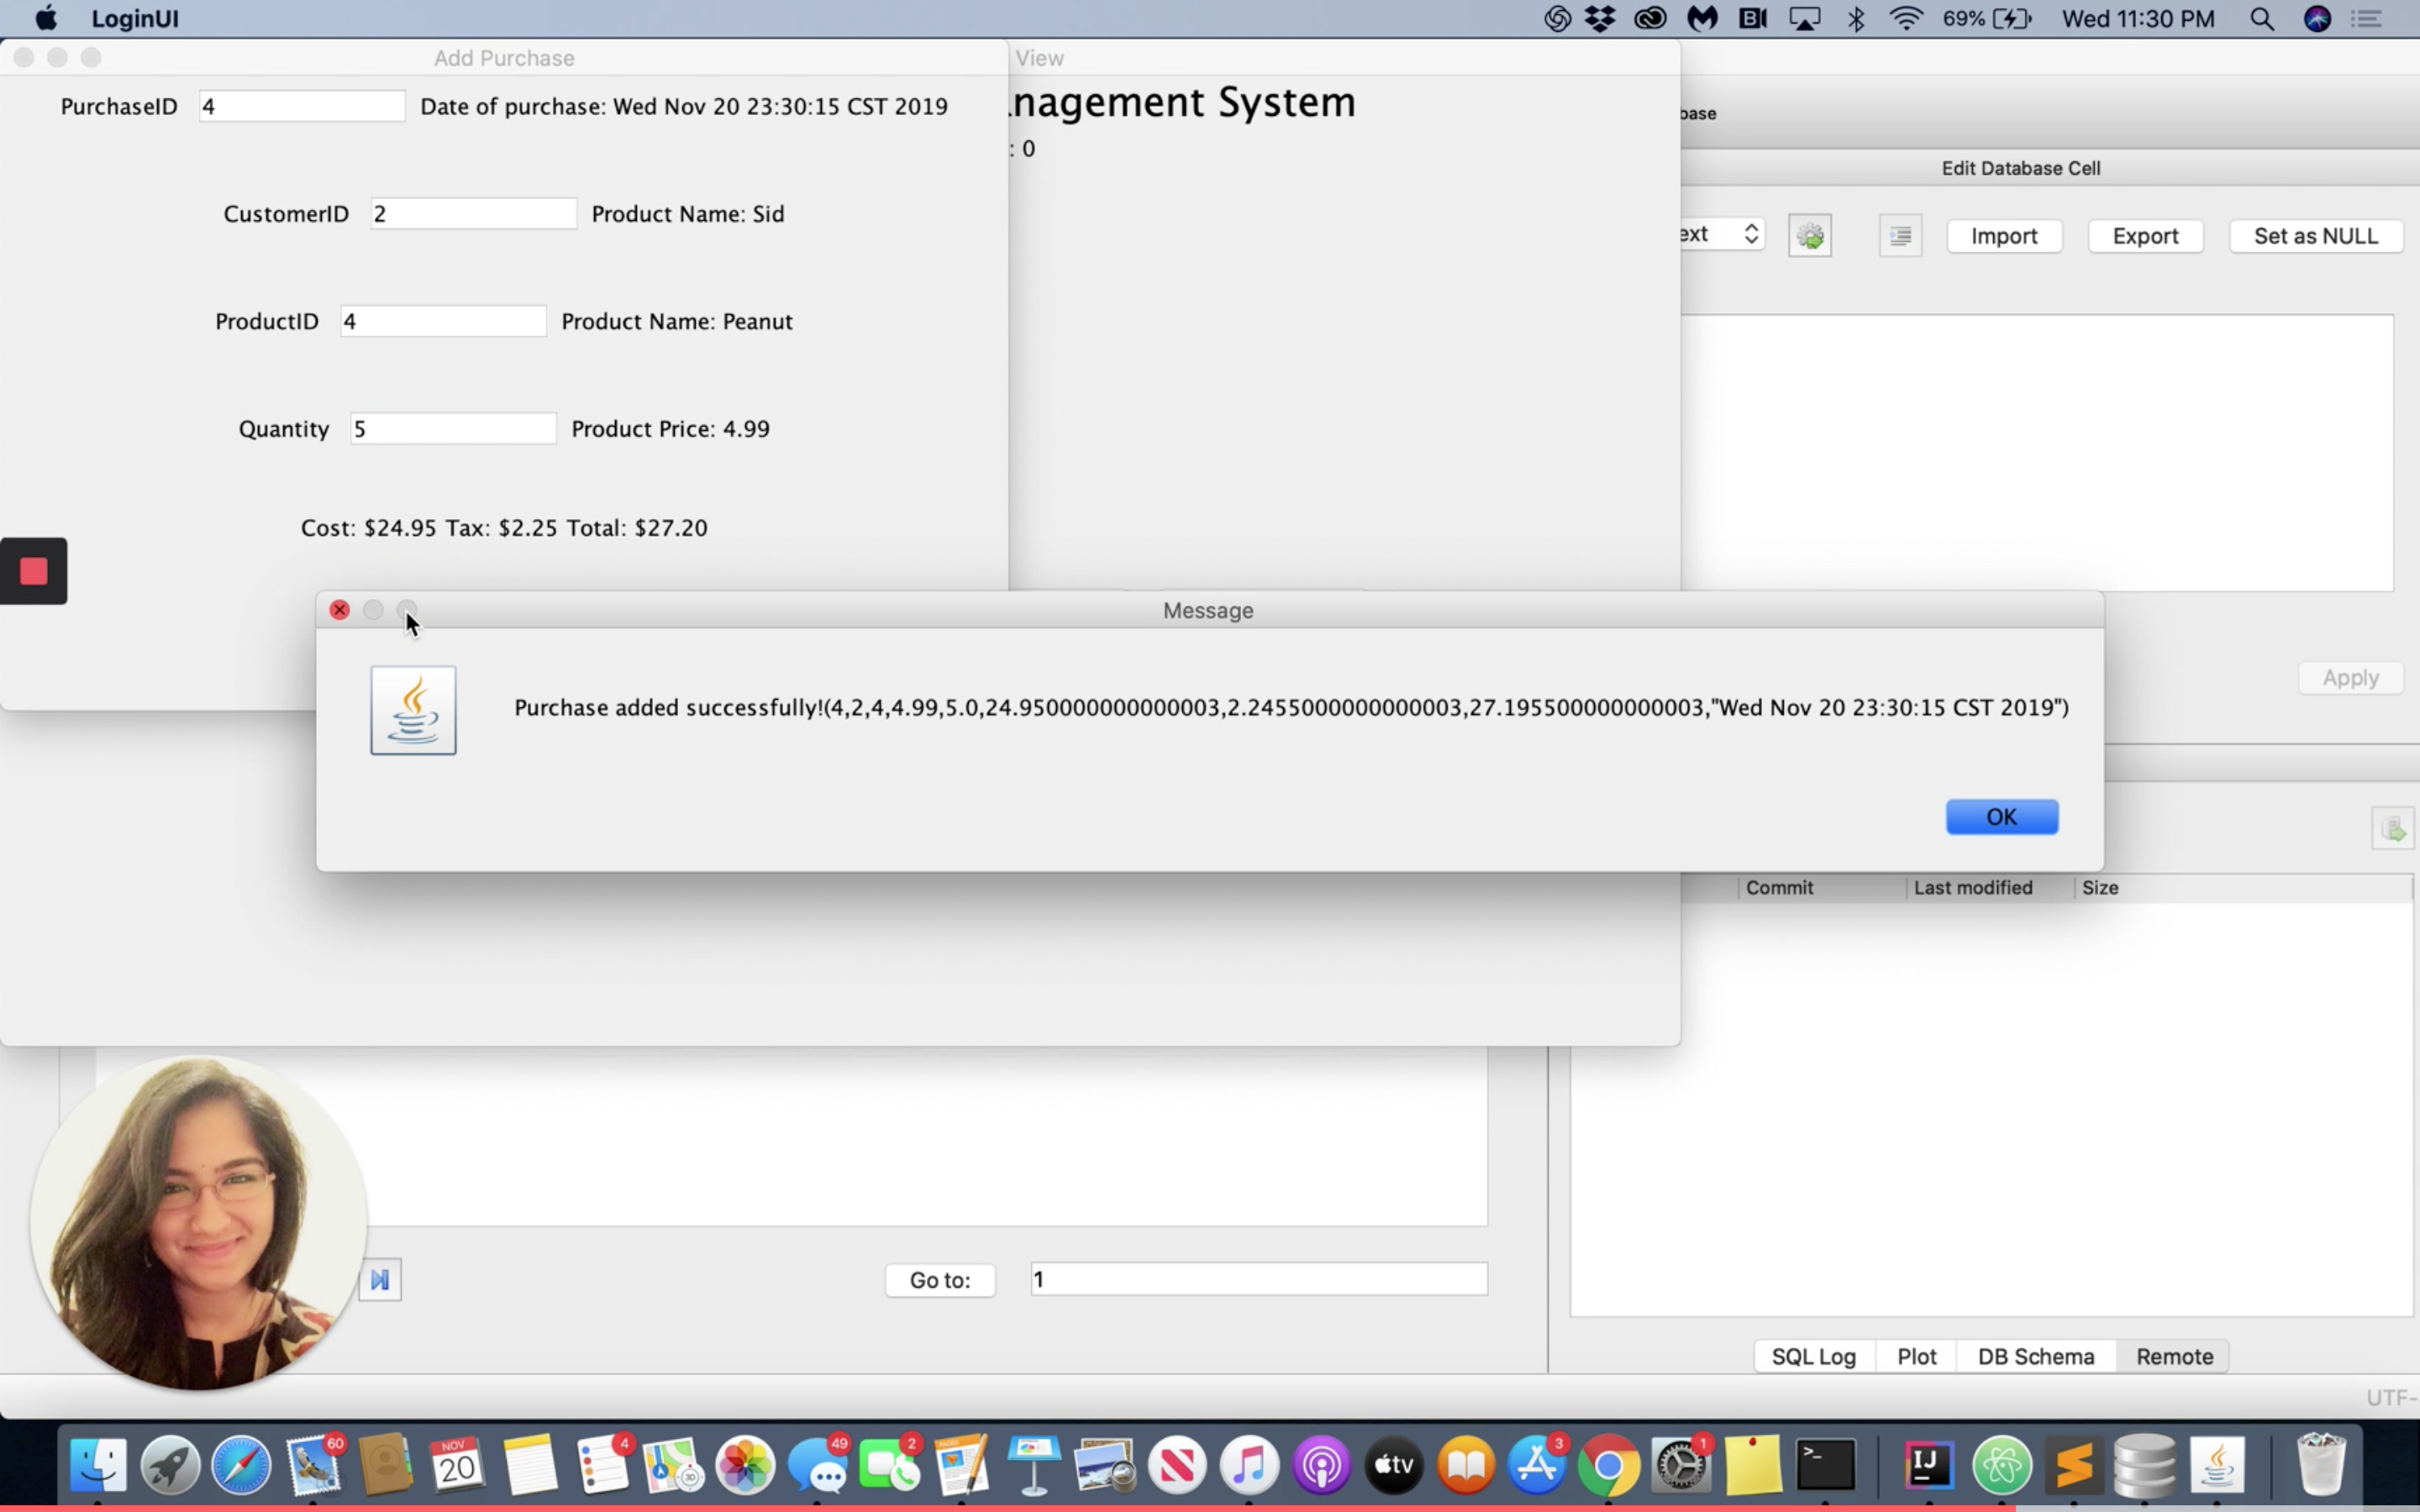 LoginUI 69% Wed 11:30 PM
Add Purchase View
PurchaseID 4 Date of purchase: Wed Nov 20 23:30:15 CST 2019
nagement System
: 0
base
Edit Database Cell
CustomerID 2 Product Name: Sid
ext Import Export Set as NULL
ProductID 4 Product Name: Peanut
Quantity 5 Product Price: 4.99
Cost: $24.95 Tax: $2.25 Total: $27.20
Message
Purchase added successfully!(4,2,4,4.99,5.0,24.950000000000003,2.2455000000000003,27.195500000000003,"Wed Nov 20 23:30:15 CST 2019")
Apply
OK
Commit Last modified Size
Go to: 1
SQL Log Plot DB Schema Remote
UTF-
60 NOV 20 4 30 49 2 tv 3 1 >_ IJ